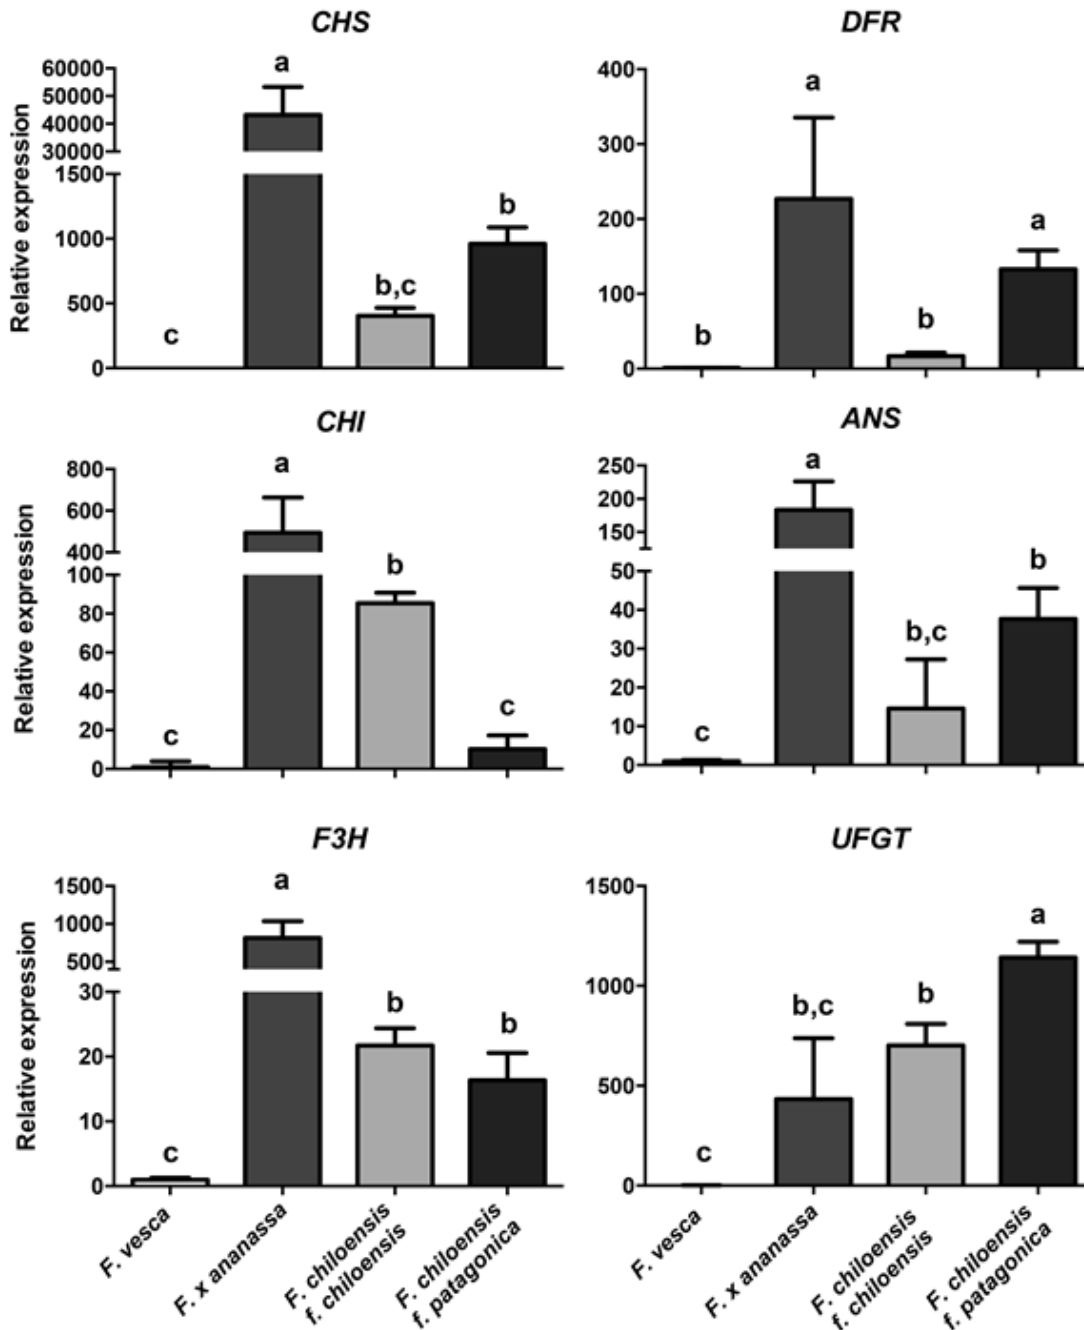 CHS
Relative expression
60000
50000
40000
30000
1500
1000
500
0
c
a
b,c
b
DFR
400
300
200
100
0
b
a
b
a
CHI
Relative expression
800
600
400
100
80
60
40
20
0
c
a
b
c
ANS
250
200
150
50
40
30
20
10
0
c
a
b,c
b
F3H
Relative expression
1500
1000
500
30
20
10
0
c
a
b
b
F. vesca
F. x ananassa
F. chiloensis
f. chiloensis
F. chiloensis
f. patagonica
UFGT
1500
1000
500
0
c
b,c
b
a
F. vesca
F. x ananassa
F. chiloensis
f. chiloensis
F. chiloensis
f. patagonica